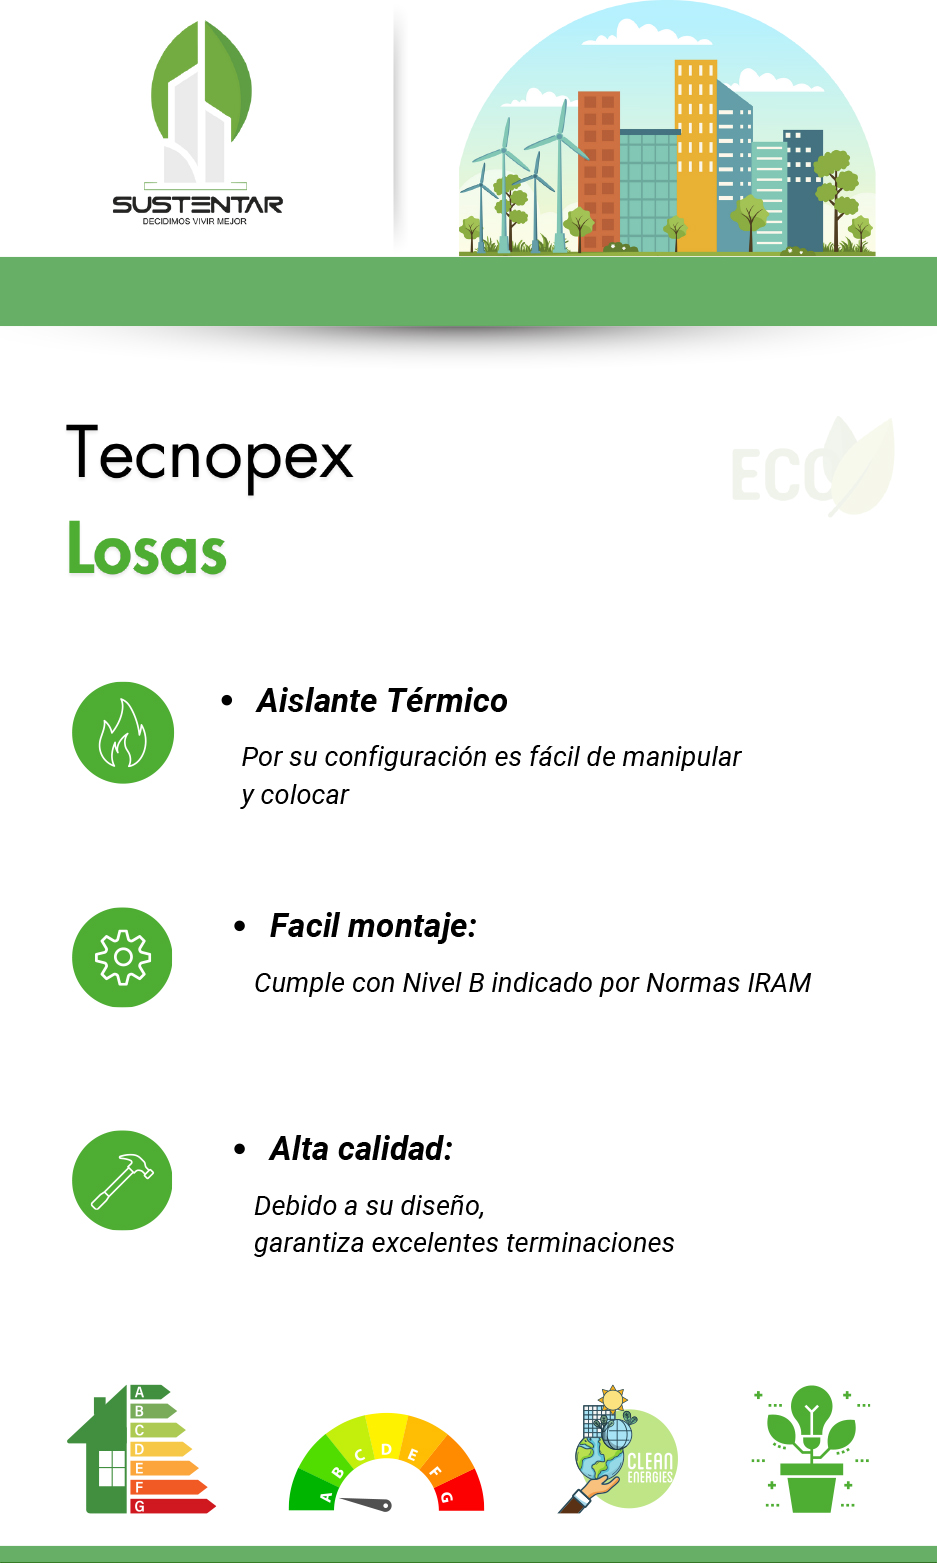 SUSTENTAR
DECIDIMOS VIVIR MEJOR
Tecnopex
ECO
Losas
• Aislante Térmico
Por su configuración es fácil de manipular
y colocar
• Facil montaje:
Cumple con Nivel B indicado por Normas IRAM
• Alta calidad:
Debido a su diseño,
garantiza excelentes terminaciones
A
B
C
D
E
F
G
A B C D E F G
CLEAN
ENERGIES